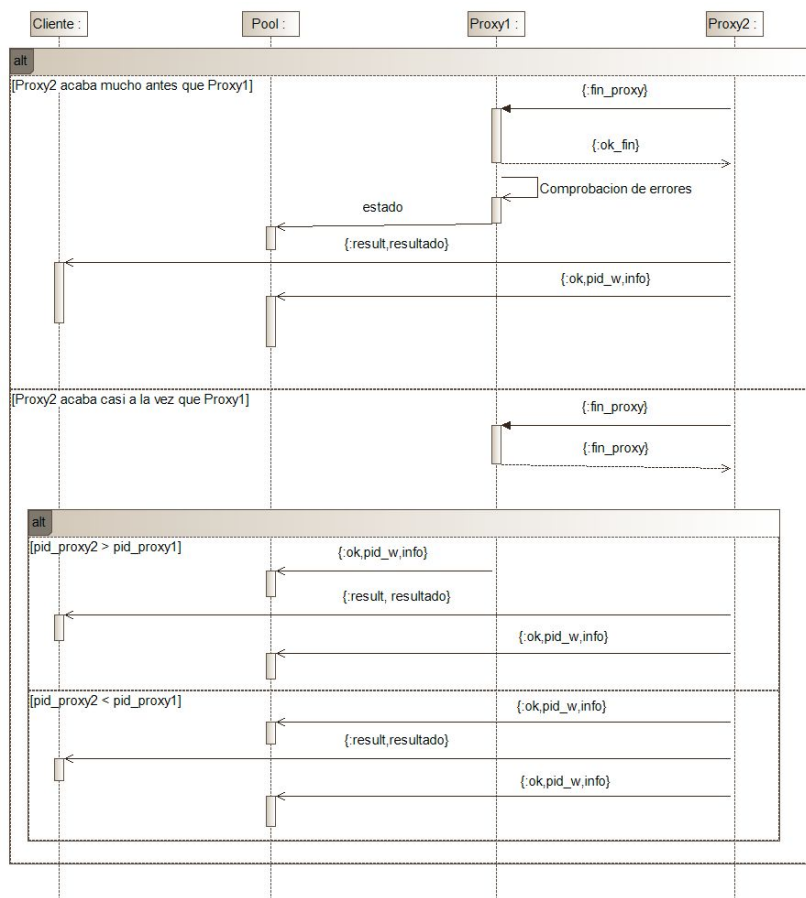 Cliente :
Pool :
Proxy1 :
Proxy2 :
alt
[Proxy2 acaba mucho antes que Proxy1]
{:fin_proxy}
{:ok_fin}
Comprobacion de errores
estado
{:result,resultado}
{:ok,pid_w,info}
[Proxy2 acaba casi a la vez que Proxy1]
{:fin_proxy}
{:fin_proxy}
alt
[pid_proxy2 > pid_proxy1]
{:ok,pid_w,info}
{:result, resultado}
{:ok,pid_w,info}
[pid_proxy2 < pid_proxy1]
{:ok,pid_w,info}
{:result,resultado}
{:ok,pid_w,info}